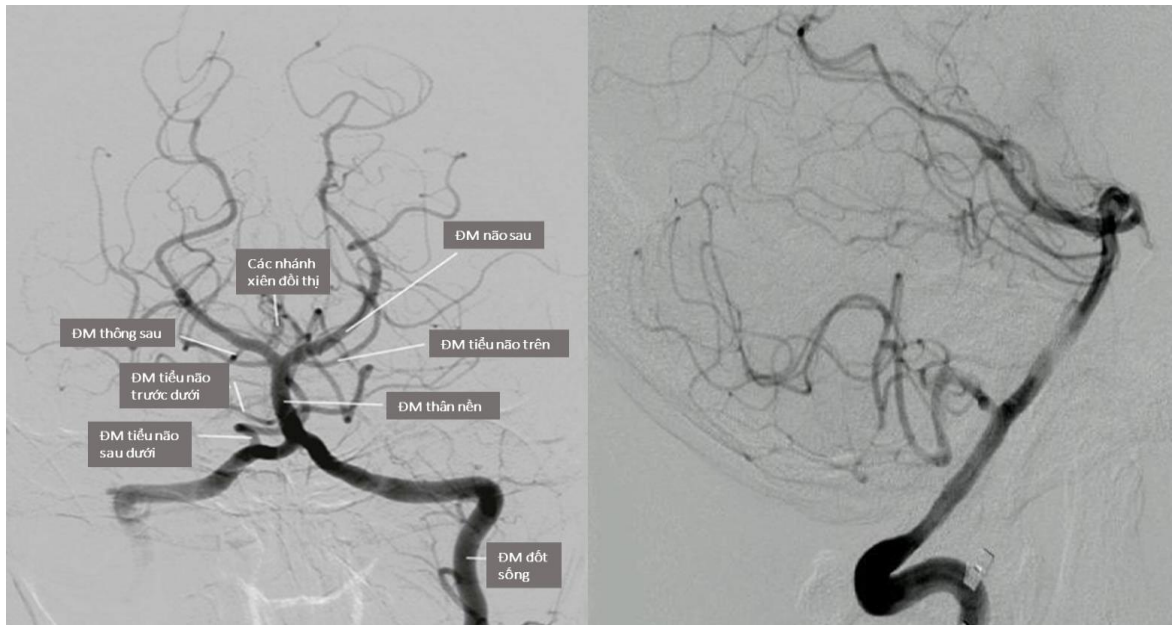 ĐM não sau
Các nhánh
xiên đồi thị
ĐM thông sau
ĐM tiểu não trên
ĐM tiểu não
trước dưới
ĐM thân nền
ĐM tiểu não
sau dưới
ĐM đốt
sống